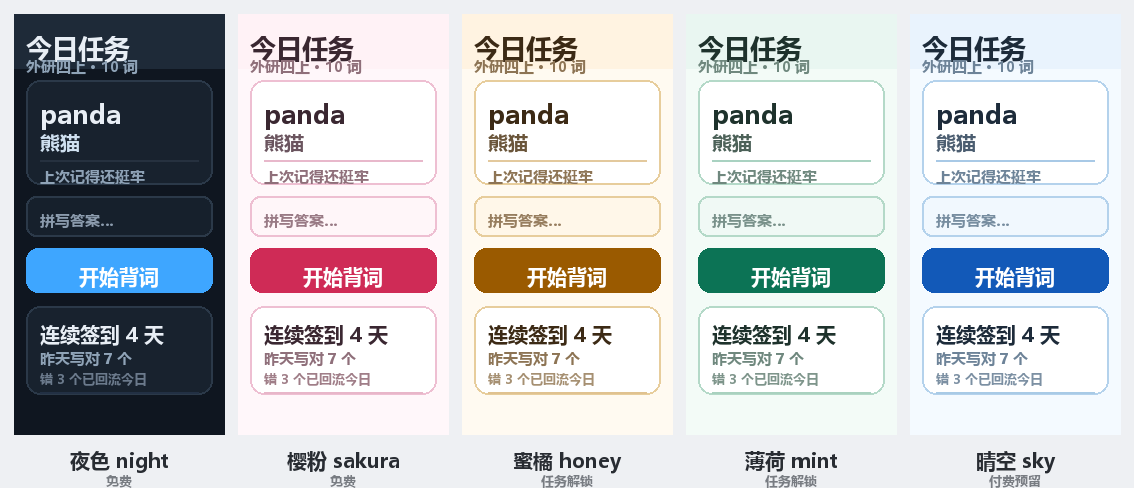 今日任务
外研四上·10 词
panda
熊猫
上次记得还挺牢
拼写答案...
开始背词
连续签到 4 天
昨天写对 7 个
错 3 个已回流今日
夜色 night
免费
今日任务
外研四上·10 词
panda
熊猫
上次记得还挺牢
拼写答案...
开始背词
连续签到 4 天
昨天写对 7 个
错 3 个已回流今日
樱粉 sakura
免费
今日任务
外研四上·10 词
panda
熊猫
上次记得还挺牢
拼写答案...
开始背词
连续签到 4 天
昨天写对 7 个
错 3 个已回流今日
蜜橘 honey
任务解锁
今日任务
外研四上·10 词
panda
熊猫
上次记得还挺牢
拼写答案...
开始背词
连续签到 4 天
昨天写对 7 个
错 3 个已回流今日
薄荷 mint
任务解锁
今日任务
外研四上·10 词
panda
熊猫
上次记得还挺牢
拼写答案...
开始背词
连续签到 4 天
昨天写对 7 个
错 3 个已回流今日
晴空 sky
付费预留